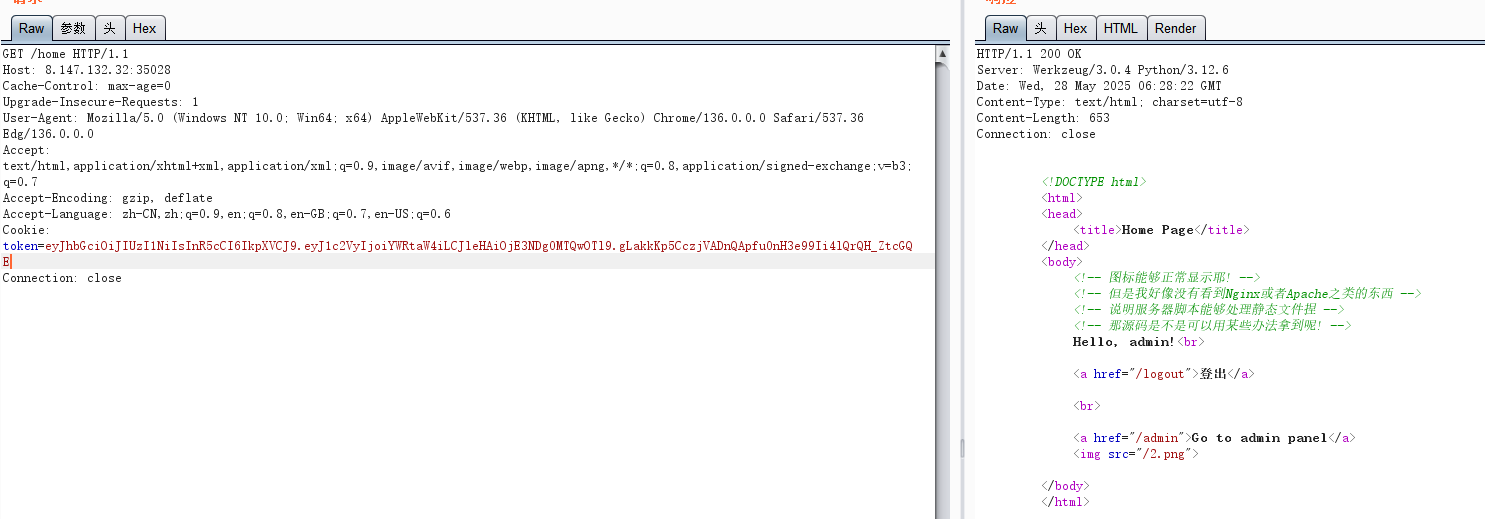 Raw 参数 头 Hex
GET /home HTTP/1.1
Host: 8.147.132.32:35028
Cache-Control: max-age=0
Upgrade-Insecure-Requests: 1
User-Agent: Mozilla/5.0 (Windows NT 10.0; Win64; x64) AppleWebKit/537.36 (KHTML, like Gecko) Chrome/136.0.0.0 Safari/537.36
Edg/136.0.0.0
Accept:
text/html,application/xhtml+xml,application/xml;q=0.9,image/avif,image/webp,image/apng,*/*;q=0.8,application/signed-exchange;v=b3;
q=0.7
Accept-Encoding: gzip, deflate
Accept-Language: zh-CN,zh;q=0.9,en;q=0.8,en-GB;q=0.7,en-US;q=0.6
Cookie:
token=eyJhbGciOiJIUzI1NiIsInR5cCI6IkpXVCJ9.eyJ1c2VyIjoiYWRtaW4iLCJleHAiOjE3NDg0MTQwOTl9.gLakkKp5CczjVADnQApfu0nH3e99Ii4lQrQH_ZtcGQ
E
Connection: close
Raw 头 Hex HTML Render
HTTP/1.1 200 OK
Server: Werkzeug/3.0.4 Python/3.12.6
Date: Wed, 28 May 2025 06:28:22 GMT
Content-Type: text/html; charset=utf-8
Content-Length: 653
Connection: close
<!DOCTYPE html>
<html>
<head>
<title>Home Page</title>
</head>
<body>
<!-- 图标能够正常显示耶! -->
<!-- 但是我好像没有看到Nginx或者Apache之类的东西 -->
<!-- 说明服务器脚本能够处理静态文件捏 -->
<!-- 那源码是不是可以用某些办法拿到呢! -->
Hello, admin!<br>
<a href="/logout">登出</a>
<br>
<a href="/admin">Go to admin panel</a>
<img src="/2.png">
</body>
</html>